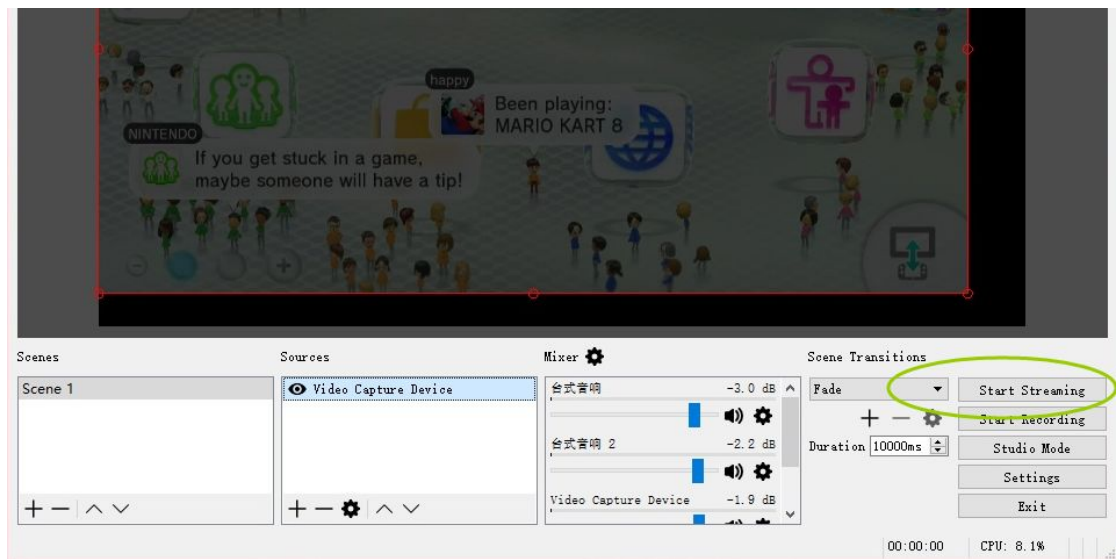 happy
Been playing:
MARIO KART 8
NINTENDO
If you get stuck in a game,
maybe someone will have a tip!
Scenes
Sources
Mixer
Scene Transitions
Scene 1
Video Capture Device
台式音响
-3.0 dB
Fade
Start Streaming
Start Recording
台式音响 2
-2.2 dB
Duration
10000ms
Studio Mode
Settings
Video Capture Device
-1.9 dB
Exit
00:00:00
CPU: 8.1%